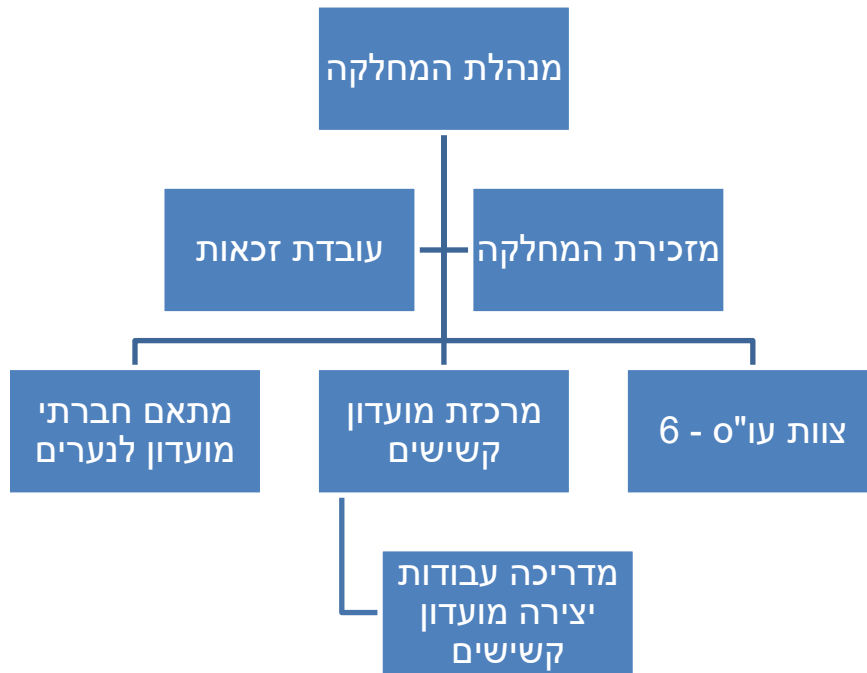 מנהלת המחלקה
מזכירת המחלקה
עובדת זכאות
צוות עו"ס - 6
מרכזת מועדון
קשישים
מתאם חברתי
מועדון לנערים
מדריכה עבודות
יצירה מועדון
קשישים